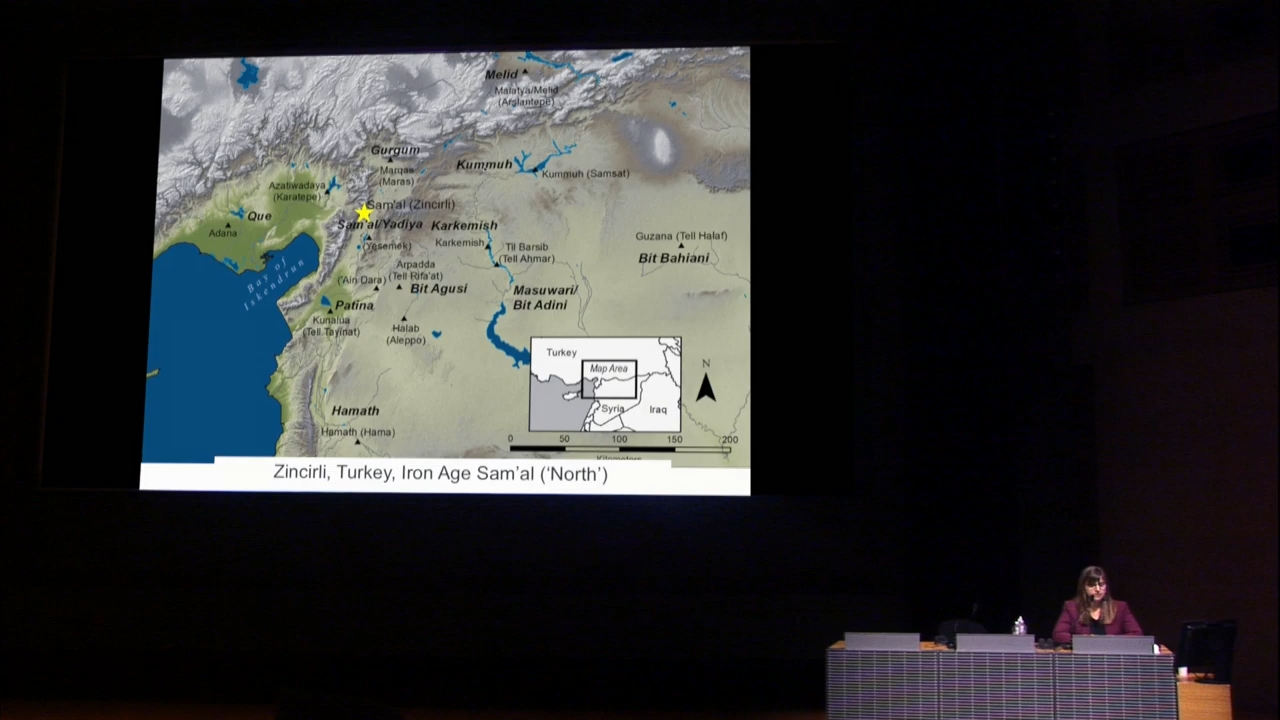 Melid
Malatya/Melid
(Arslantepe)
Gurgum
Marqas
(Maras)
Kummuh
Kummuh (Samsat)
Azatiwadaya
(Karatepe)
Sam'al (Zincirli)
Que
Adana
Sam'al/Yadiya
Karkemish
(Yesemek)
Karkemish
Til Barsib
(Tell Ahmar)
Guzana (Tell Halaf)
Bit Bahiani
Bay of
Iskendrun
Arpadda
(Tell Rifa'at)
('Ain Dara)
Bit Agusi
Masuwari/
Bit Adini
Patina
Kunalua
(Tell Tayinat)
Halab
(Aleppo)
Turkey
Map Area
Syria
Iraq
N
Hamath
Hamath (Hama)
0 50 100 150 200
Kilometers
Zincirli, Turkey, Iron Age Sam'al ('North')